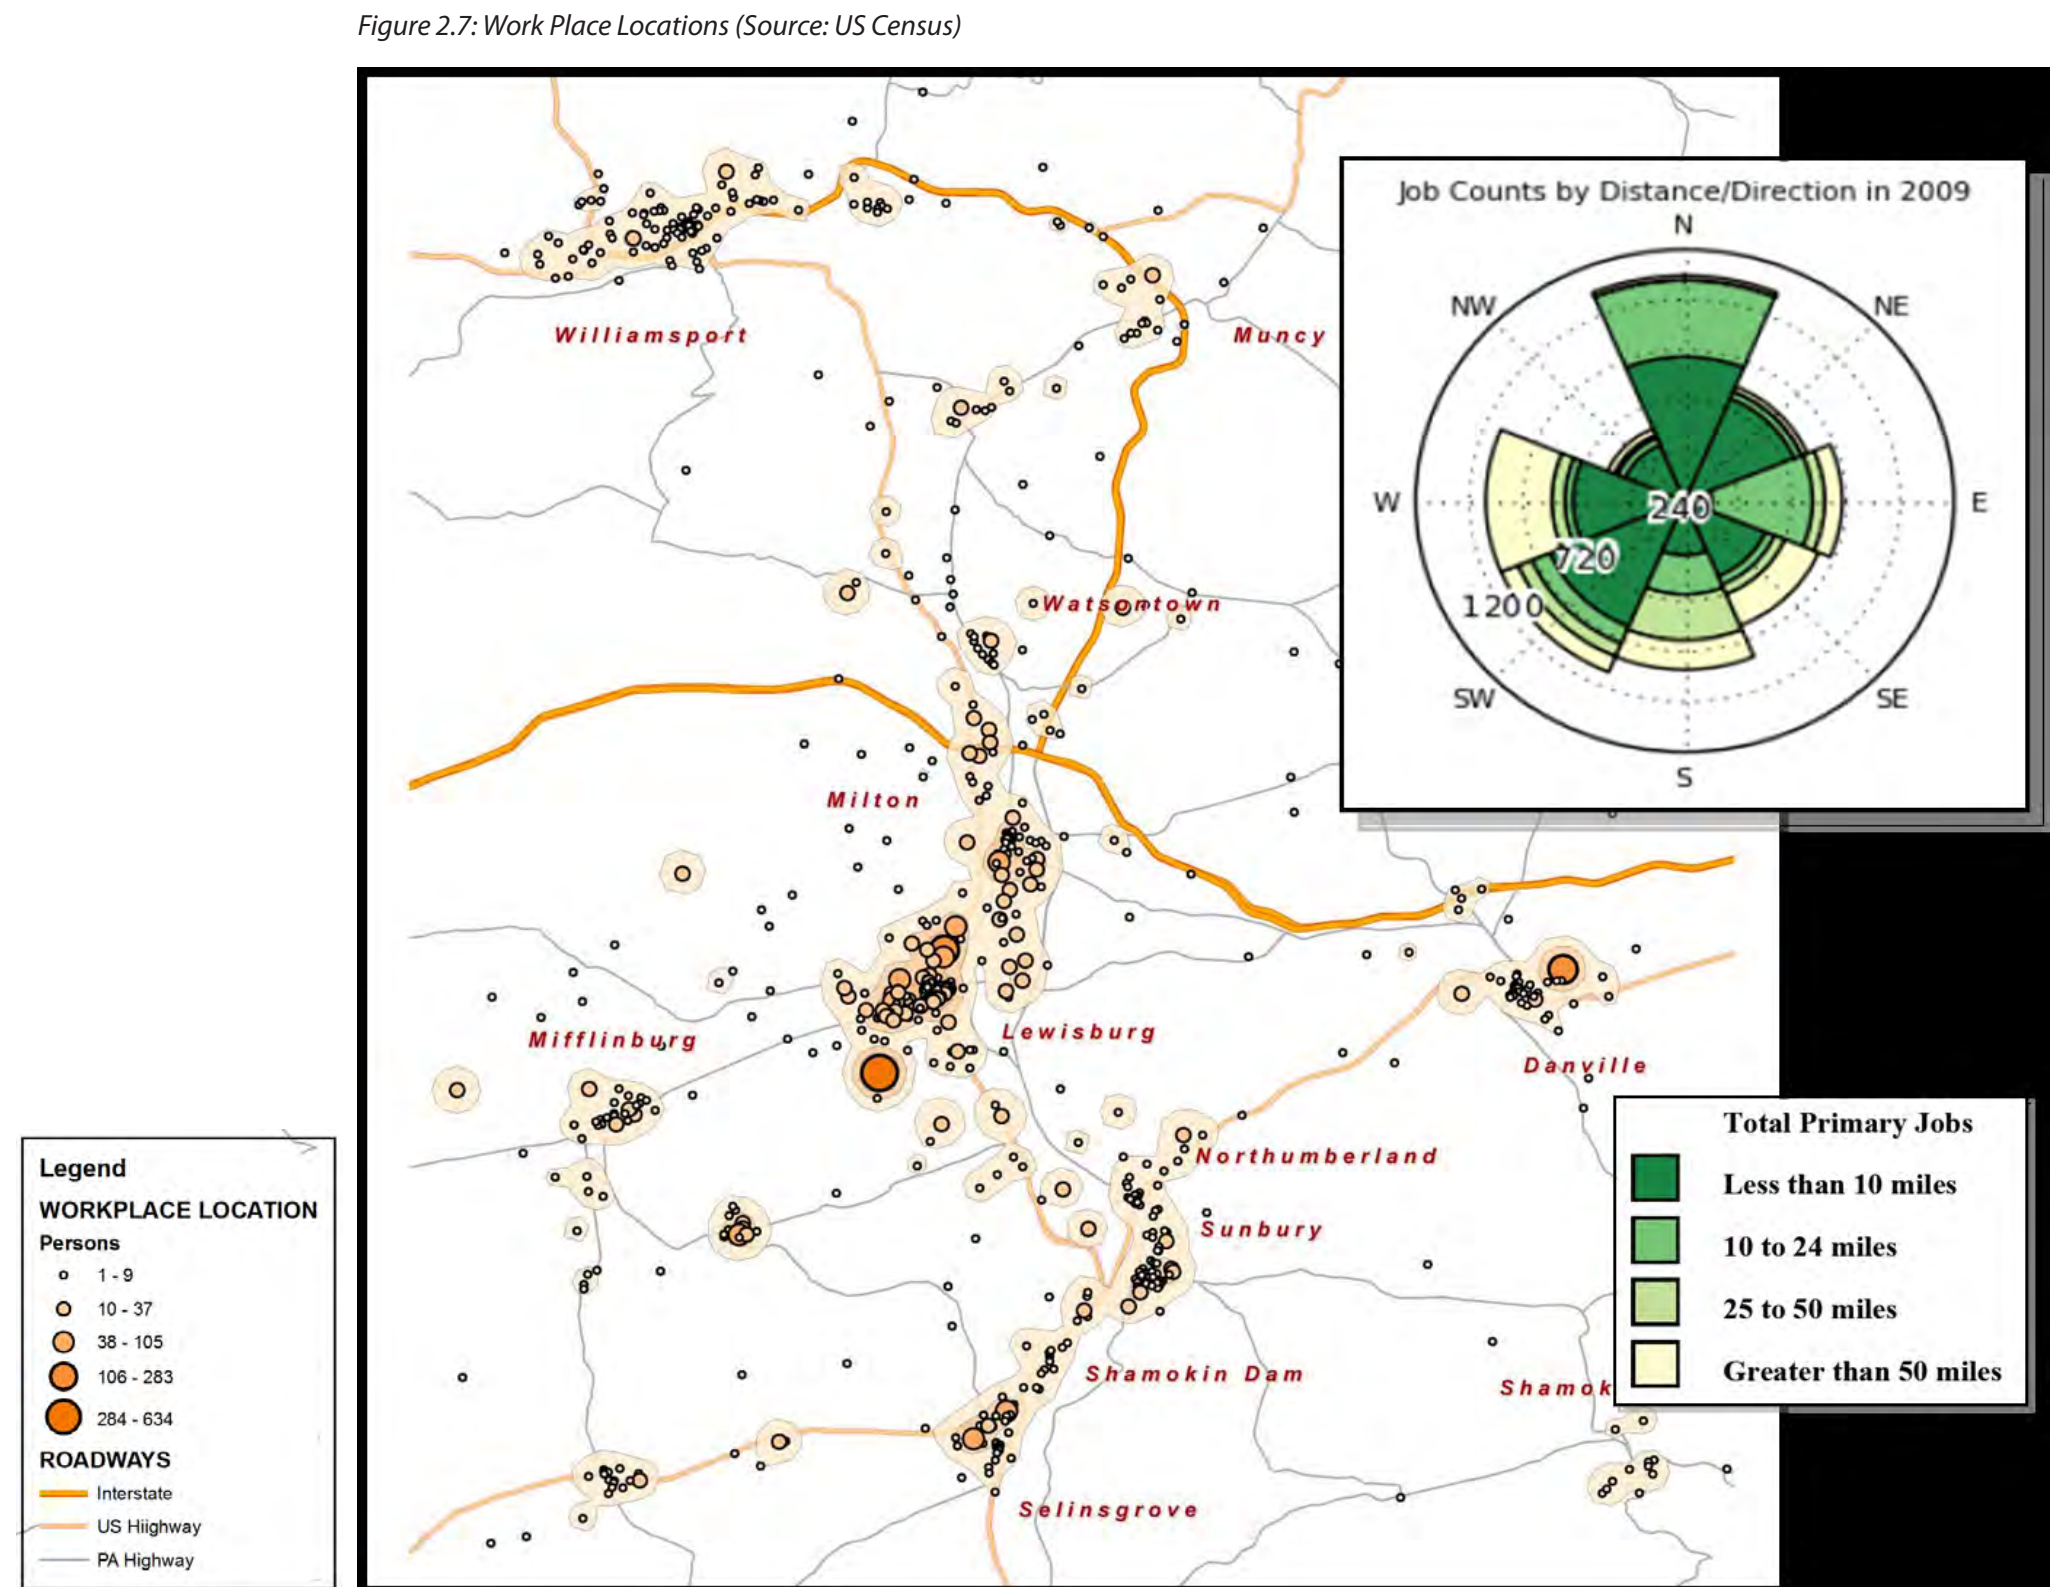 Figure 2.7: Work Place Locations (Source: US Census)
Job Counts by Distance/Direction in 2009
N
NW
NE
W
240
E
720
1200
SW
SE
S
Williamsport
Muncy
Watsontown
Milton
Mifflinburg
Lewisburg
Danville
Northumberland
Sunbury
Shamokin Dam
Shamok
Selinsgrove
Total Primary Jobs
Less than 10 miles
10 to 24 miles
25 to 50 miles
Greater than 50 miles
Legend
WORKPLACE LOCATION
Persons
1 - 9
10 - 37
38 - 105
106 - 283
284 - 634
ROADWAYS
Interstate
US Hiighway
PA Highway